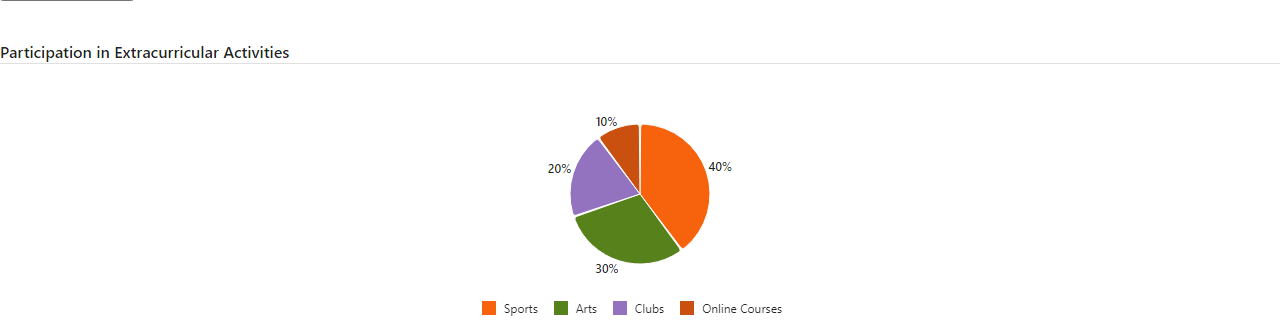 Participation in Extracurricular Activities
10%
40%
20%
30%
Sports Arts Clubs Online Courses